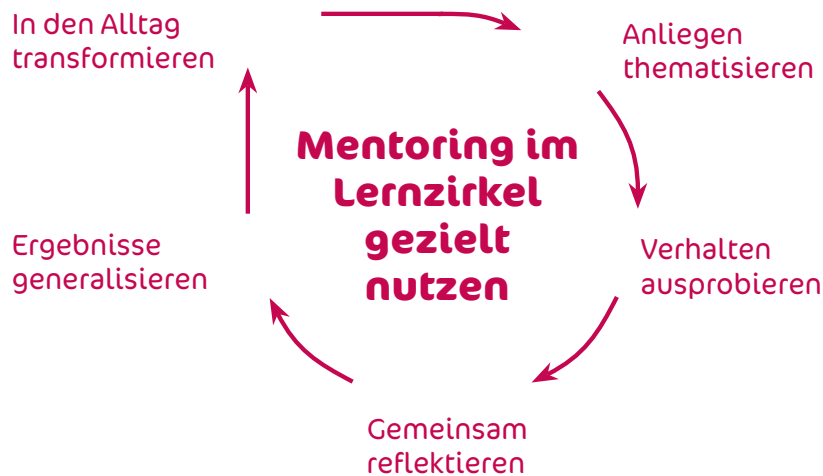 In den Alltag
transformieren
Anliegen
thematisieren
Mentoring im
Lernzirkel
gezielt
nutzen
Ergebnisse
generalisieren
Verhalten
ausprobieren
Gemeinsam
reflektieren